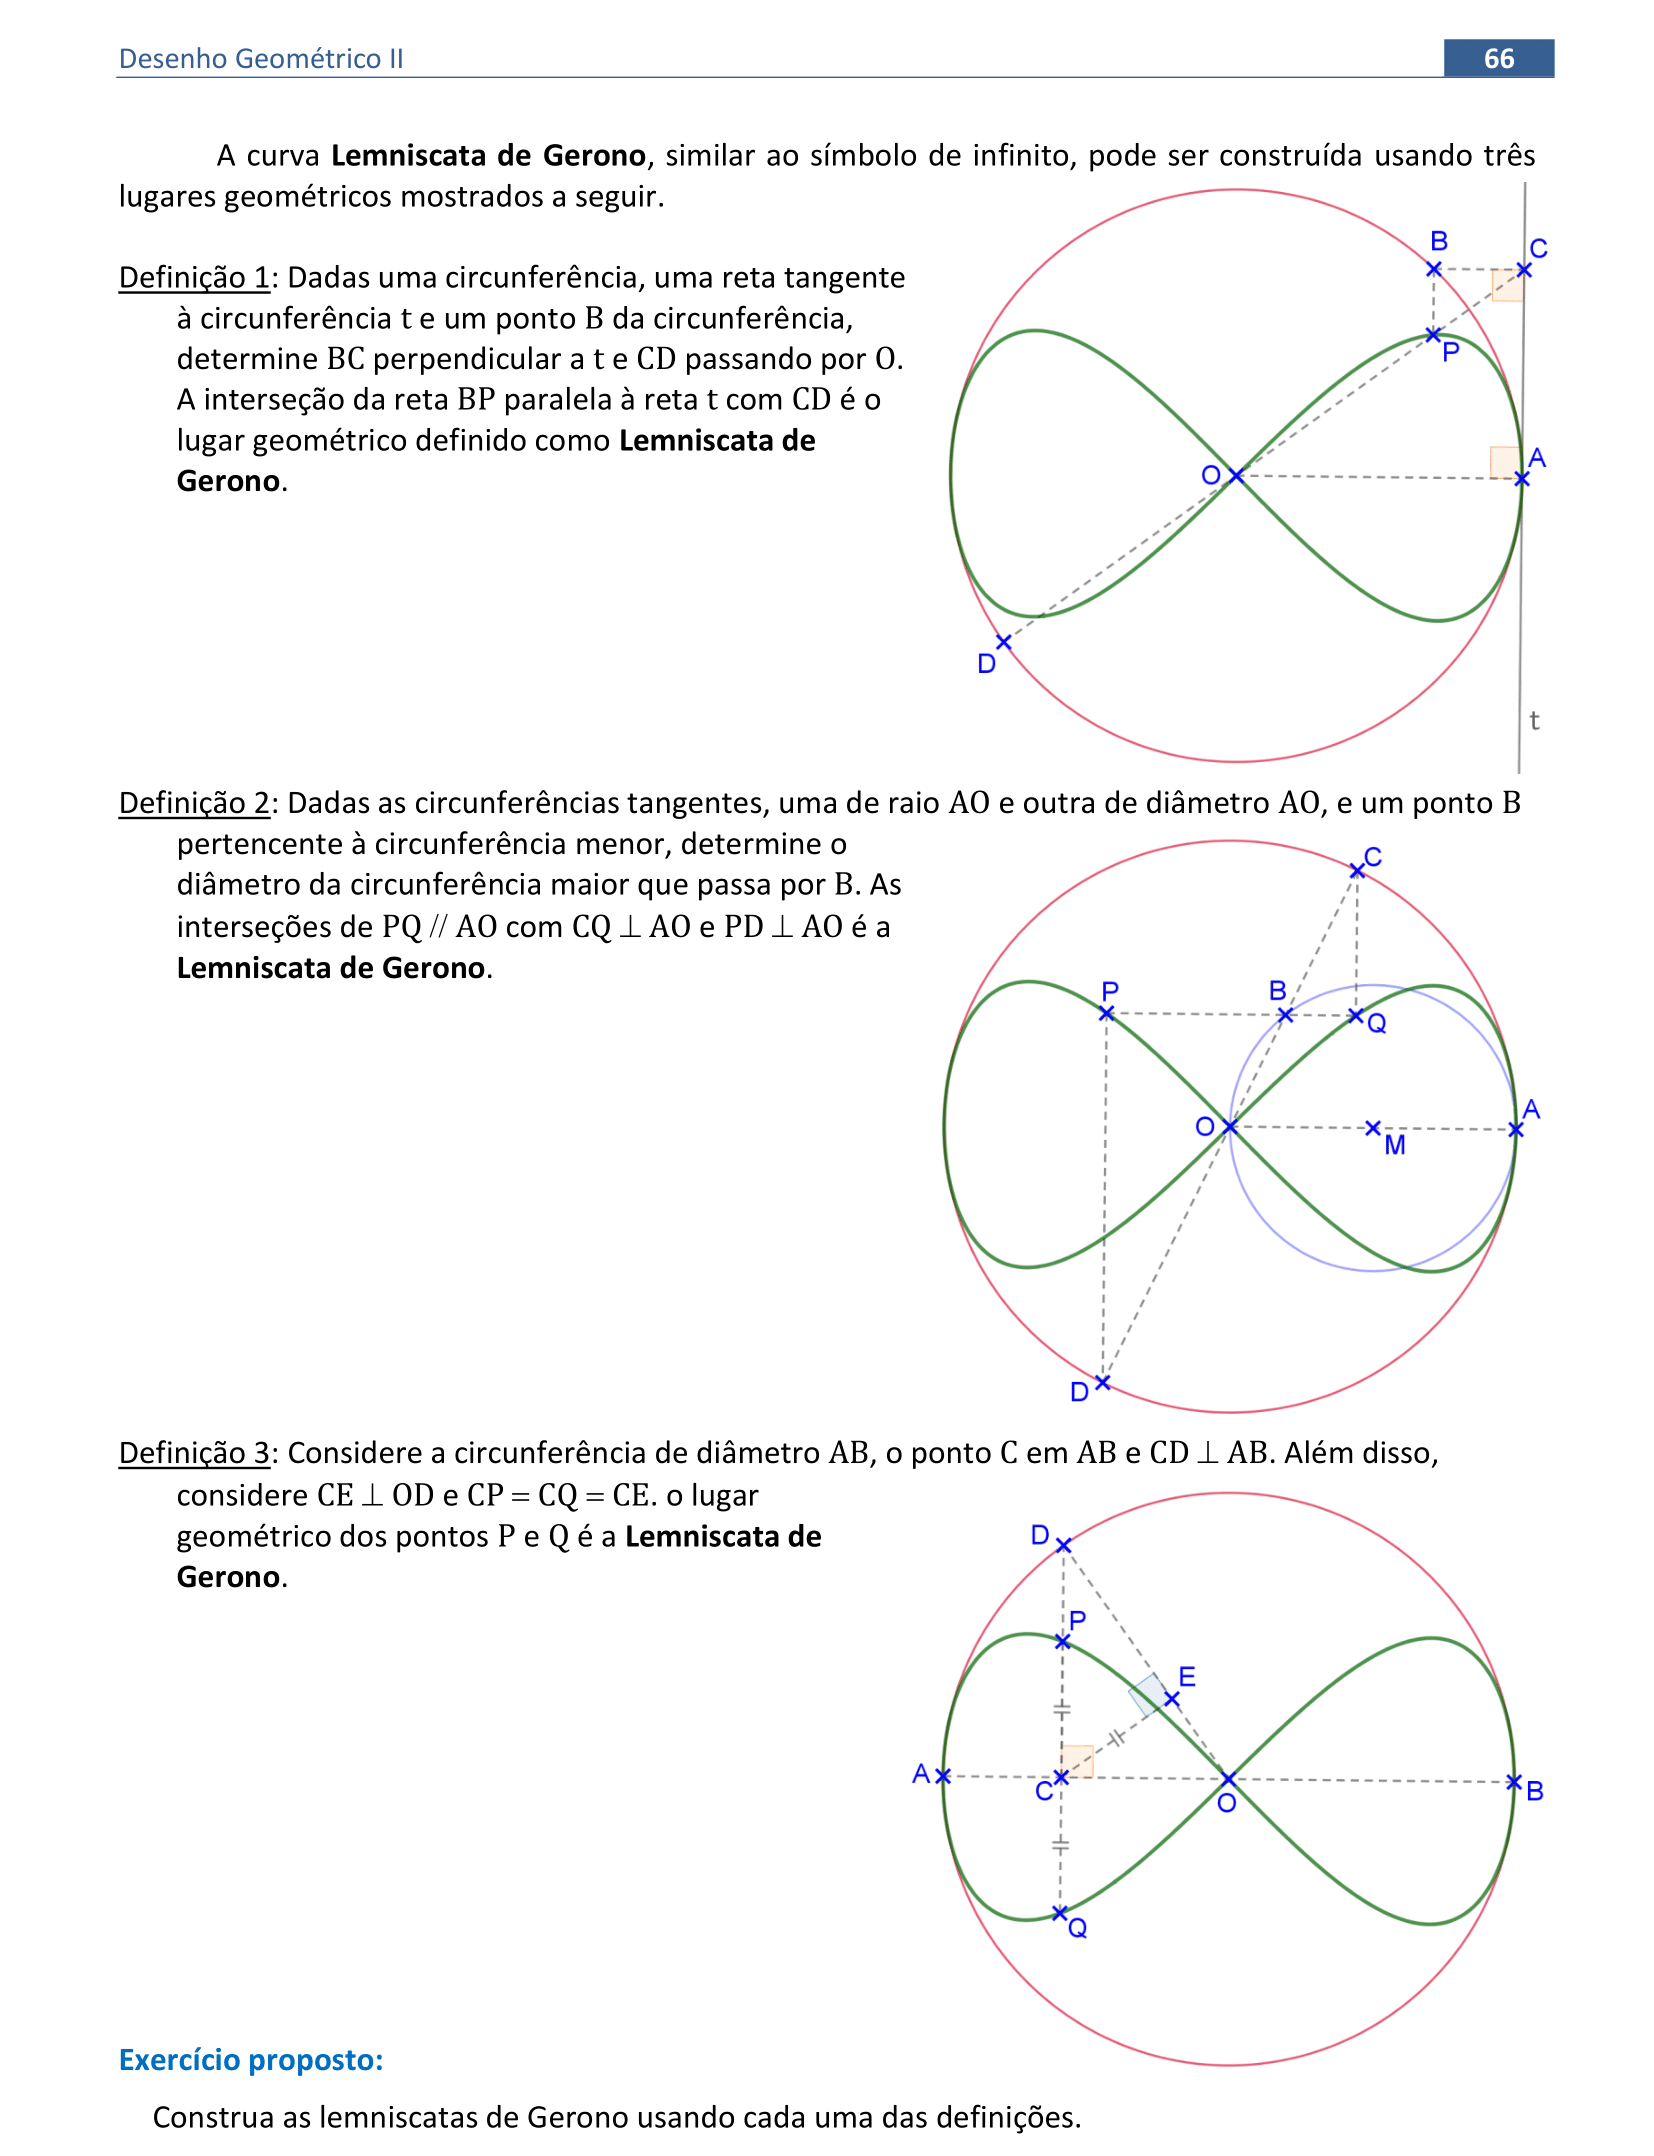 Desenho Geométrico II
66
A curva Lemniscata de Gerono, similar ao símbolo de infinito, pode ser construída usando três
lugares geométricos mostrados a seguir.
Definição 1: Dadas uma circunferência, uma reta tangente
à circunferência t e um ponto B da circunferência,
determine BC perpendicular a t e CD passando por O.
A interseção da reta BP paralela à reta t com CD é o
lugar geométrico definido como Lemniscata de
Gerono.
B
C
P
A
O
D
t
Definição 2: Dadas as circunferências tangentes, uma de raio AO e outra de diâmetro AO, e um ponto B
pertencente à circunferência menor, determine o
diâmetro da circunferência maior que passa por B. As
interseções de PQ // AO com CQ ⊥ AO e PD ⊥ AO é a
Lemniscata de Gerono.
C
P
B
Q
A
O
M
D
Definição 3: Considere a circunferência de diâmetro AB, o ponto C em AB e CD ⊥ AB. Além disso,
considere CE ⊥ OD e CP = CQ = CE. o lugar
geométrico dos pontos P e Q é a Lemniscata de
Gerono.
D
P
E
A
C
O
B
Q
Exercício proposto:
Construa as lemniscatas de Gerono usando cada uma das definições.